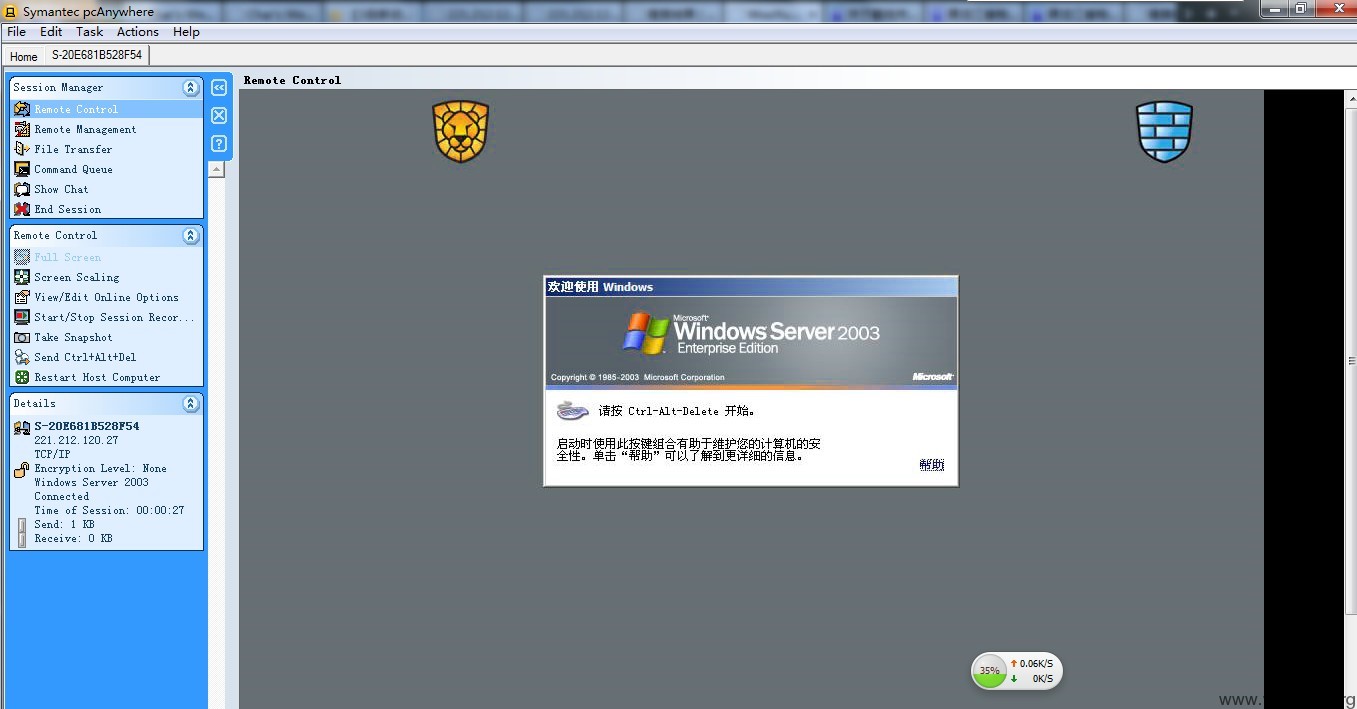 Symantec pcAnywhere
File Edit Task Actions Help
Home S-20E681B528F54
Session Manager
Remote Control
Remote Management
File Transfer
Command Queue
Show Chat
End Session
Remote Control
Full Screen
Screen Scaling
View/Edit Online Options
Start/Stop Session Recor...
Take Snapshot
Send Ctrl+Alt+Del
Restart Host Computer
Details
S-20E681B528F54
221.212.120.27
TCP/IP
Encryption Level: None
Windows Server 2003
Connected
Time of Session: 00:00:27
Send: 1 KB
Receive: 0 KB
Remote Control
欢迎使用 Windows
Microsoft
Windows Server 2003
Enterprise Edition
Copyright © 1985-2003 Microsoft Corporation
Microsoft
请按 Ctrl-Alt-Delete 开始。
启动时使用此按键组合有助于维护您的计算机的安
全性。单击“帮助”可以了解到更详细的信息。
帮助
35%
0.06K/S
0K/S